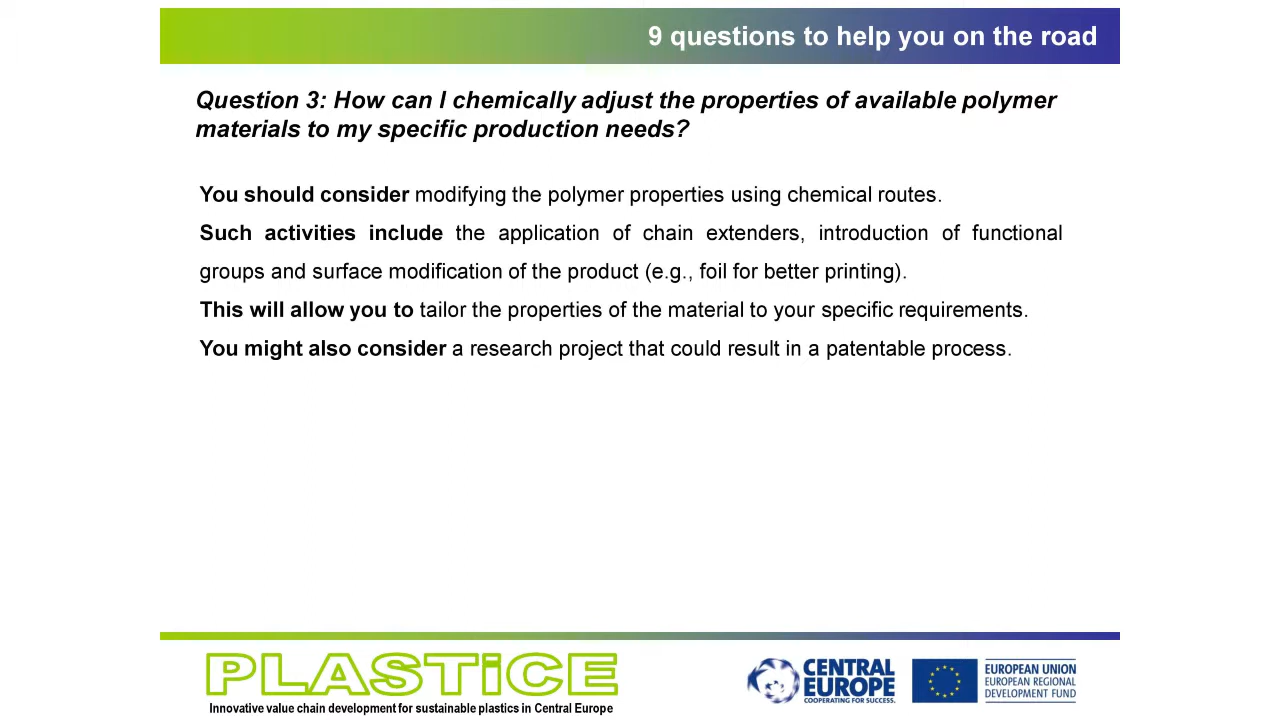 9 questions to help you on the road
Question 3: How can I chemically adjust the properties of available polymer
materials to my specific production needs?
You should consider modifying the polymer properties using chemical routes.
Such activities include the application of chain extenders, introduction of functional
groups and surface modification of the product (e.g., foil for better printing).
This will allow you to tailor the properties of the material to your specific requirements.
You might also consider a research project that could result in a patentable process.
PLASTiCE
Innovative value chain development for sustainable plastics in Central Europe
CENTRAL
EUROPE
COOPERATING FOR SUCCESS.
EUROPEAN UNION
EUROPEAN REGIONAL
DEVELOPMENT FUND